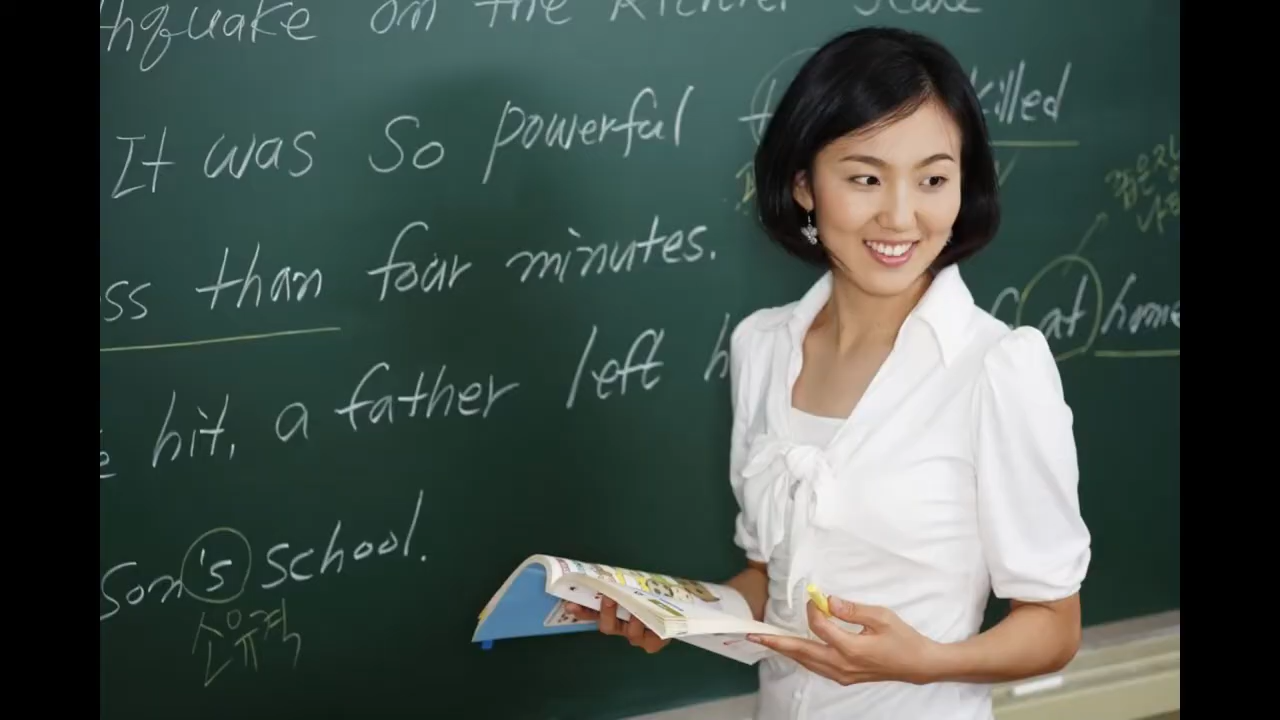 thquake on the Richter scale
It was so powerful killed
ss than four minutes.
e hit, a father left h at home
Son's school.
소유격